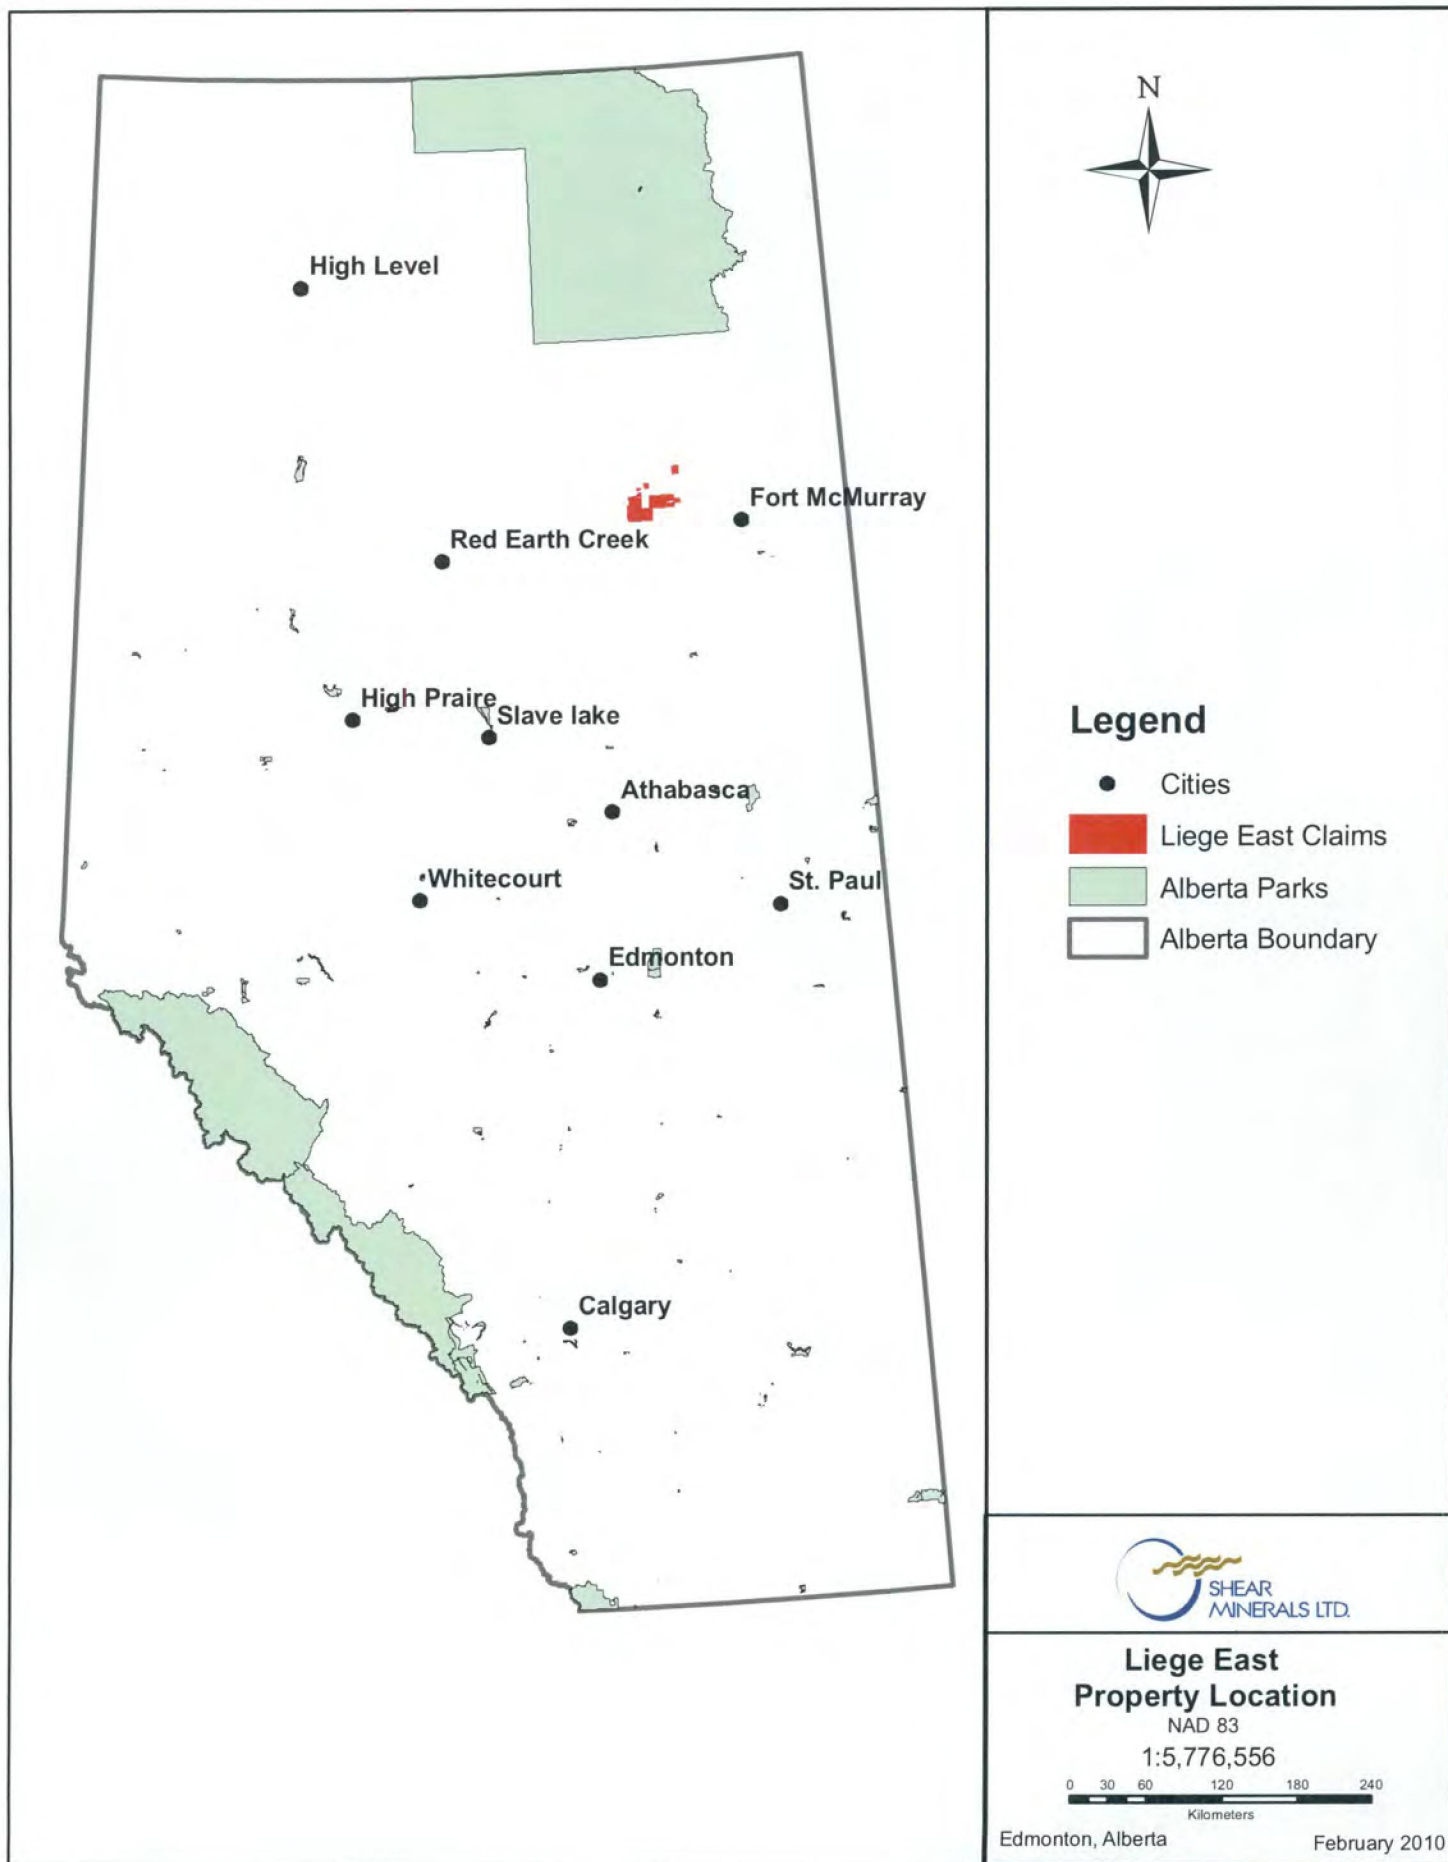 N
High Level
Fort McMurray
Red Earth Creek
High Praire
Slave lake
Athabasca
Whitecourt
St. Paul
Edmonton
Calgary
Legend
Cities
Liege East Claims
Alberta Parks
Alberta Boundary
SHEAR
MINERALS LTD.
Liege East
Property Location
NAD 83
1:5,776,556
0 30 60 120 180 240
Kilometers
Edmonton, Alberta
February 2010